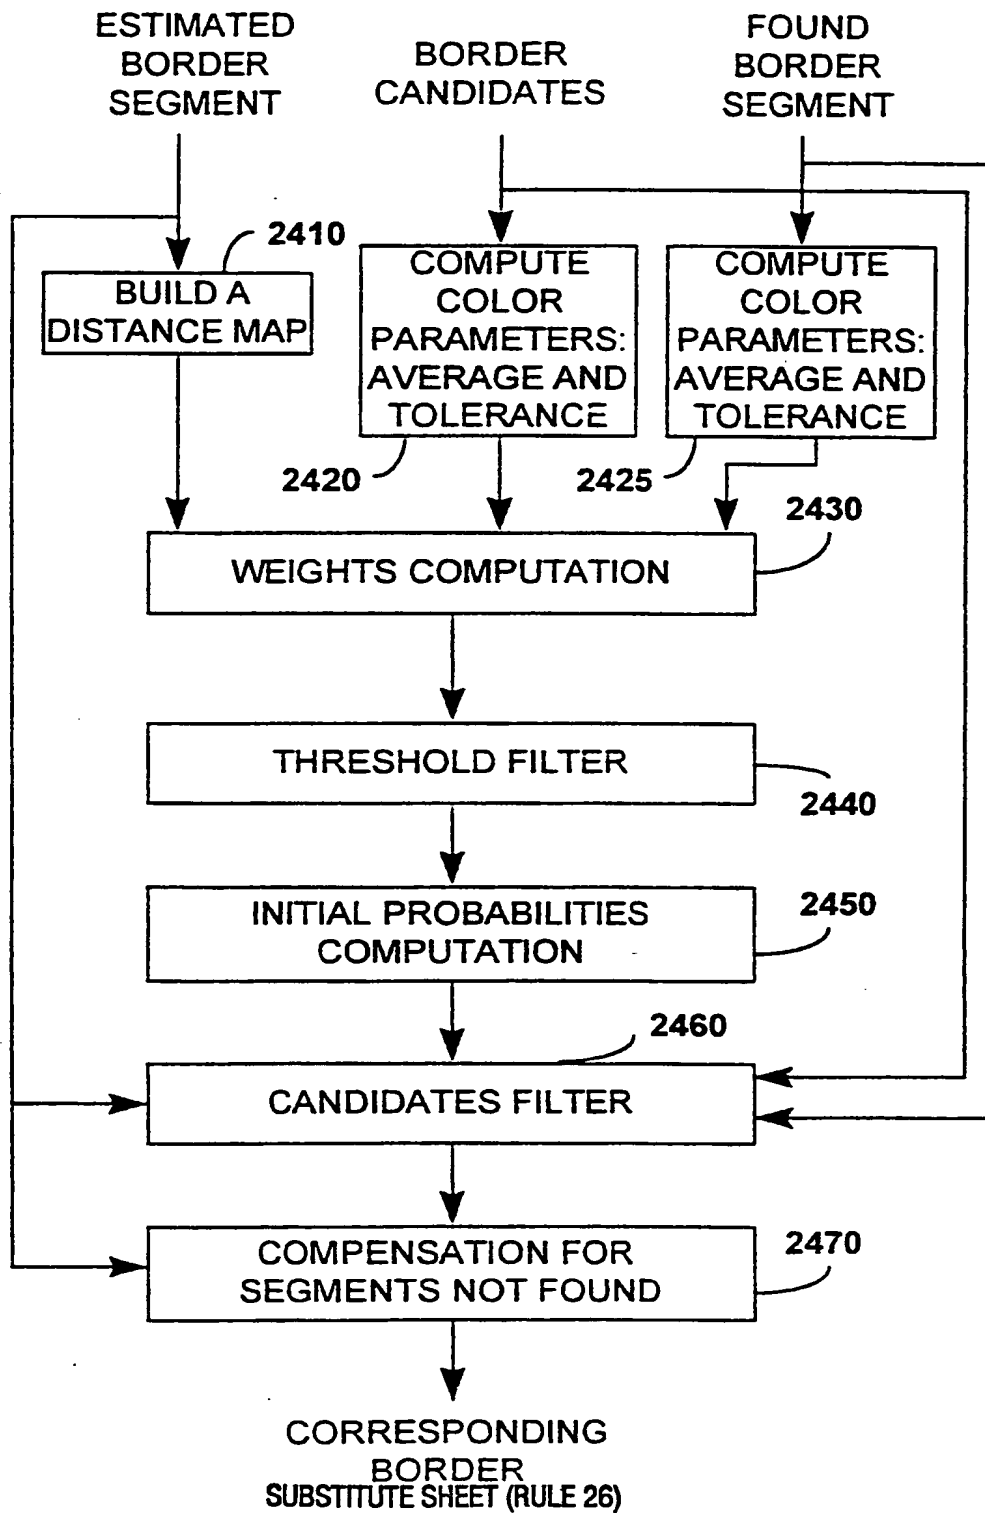 ESTIMATED
BORDER
SEGMENT
BORDER
CANDIDATES
FOUND
BORDER
SEGMENT
2410
BUILD A
DISTANCE MAP
COMPUTE
COLOR
PARAMETERS:
AVERAGE AND
TOLERANCE
COMPUTE
COLOR
PARAMETERS:
AVERAGE AND
TOLERANCE
2420
2425
2430
WEIGHTS COMPUTATION
THRESHOLD FILTER
2440
INITIAL PROBABILITIES
COMPUTATION
2450
2460
CANDIDATES FILTER
COMPENSATION FOR
SEGMENTS NOT FOUND
2470
CORRESPONDING
BORDER
SUBSTITUTE SHEET (RULE 26)